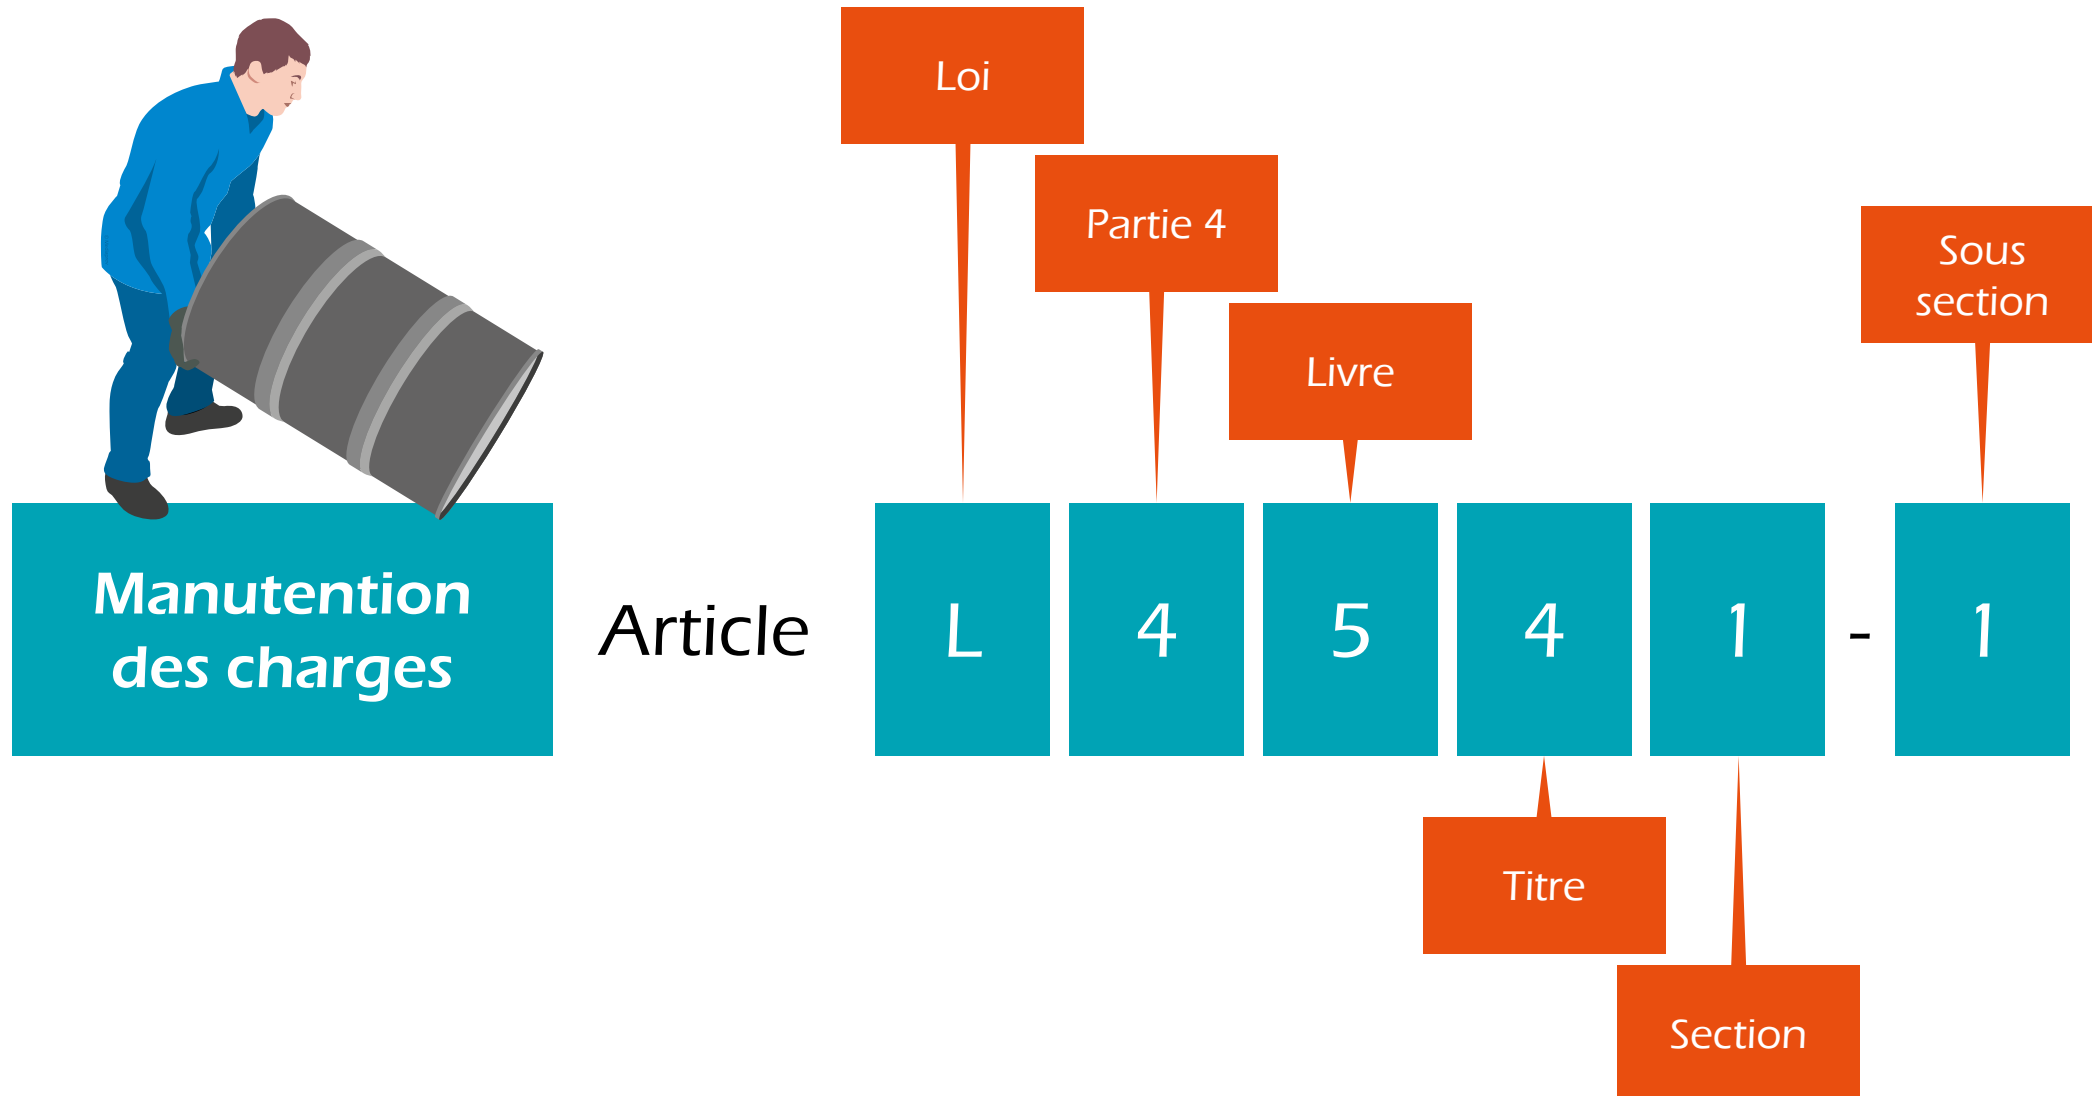 Loi
Partie 4
Livre
Sous
section
Manutention
des charges
Article L 4 5 4 1 - 1
Titre
Section